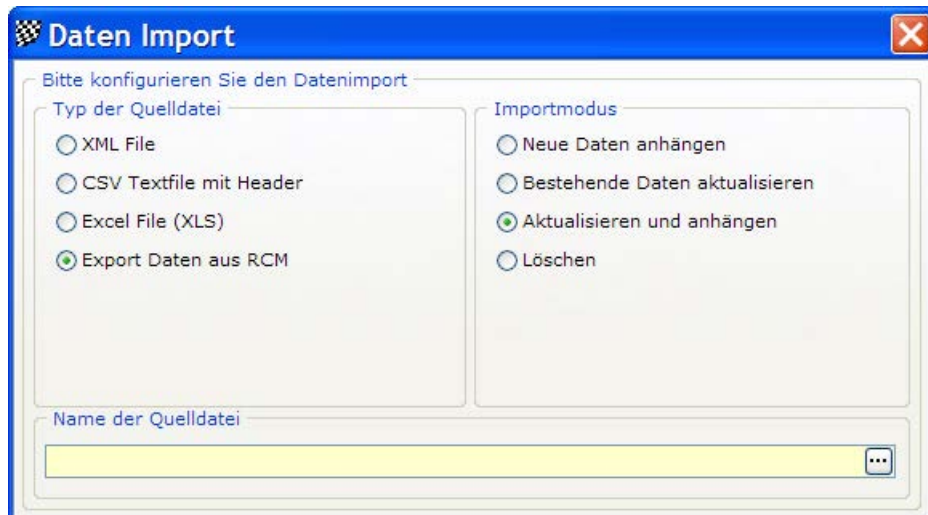 Daten Import
Bitte konfigurieren Sie den Datenimport
Typ der Quelldatei
XML File
CSV Textfile mit Header
Excel File (XLS)
Export Daten aus RCM
Importmodus
Neue Daten anhängen
Bestehende Daten aktualisieren
Aktualisieren und anhängen
Löschen
Name der Quelldatei
...